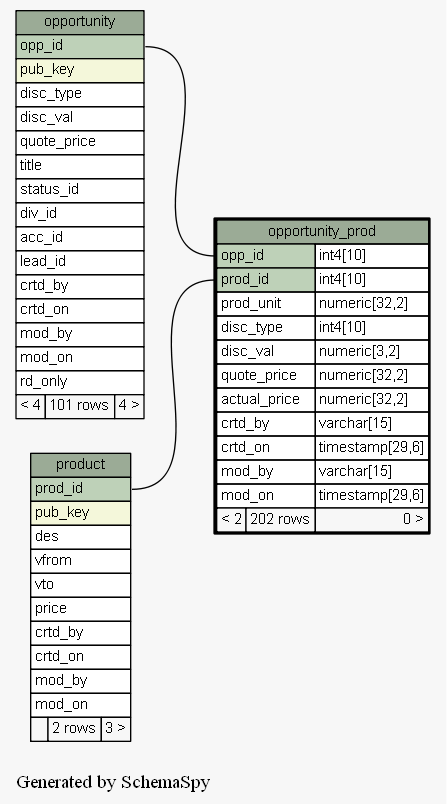 opportunity
opp_id
pub_key
disc_type
disc_val
quote_price
title
status_id
div_id
acc_id
lead_id
crtd_by
crtd_on
mod_by
mod_on
rd_only
< 4 101 rows 4 >
opportunity_prod
opp_id int4[10]
prod_id int4[10]
prod_unit numeric[32,2]
disc_type int4[10]
disc_val numeric[3,2]
quote_price numeric[32,2]
actual_price numeric[32,2]
crtd_by varchar[15]
crtd_on timestamp[29,6]
mod_by varchar[15]
mod_on timestamp[29,6]
< 2 202 rows 0 >
product
prod_id
pub_key
des
vfrom
vto
price
crtd_by
crtd_on
mod_by
mod_on
2 rows 3 >
Generated by SchemaSpy